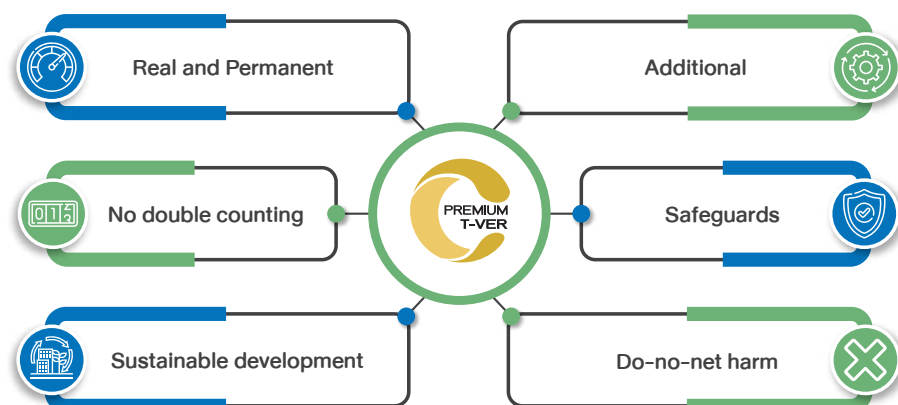 Real and Permanent
Additional
No double counting
PREMIUM
T-VER
Safeguards
Sustainable development
Do-no-net harm